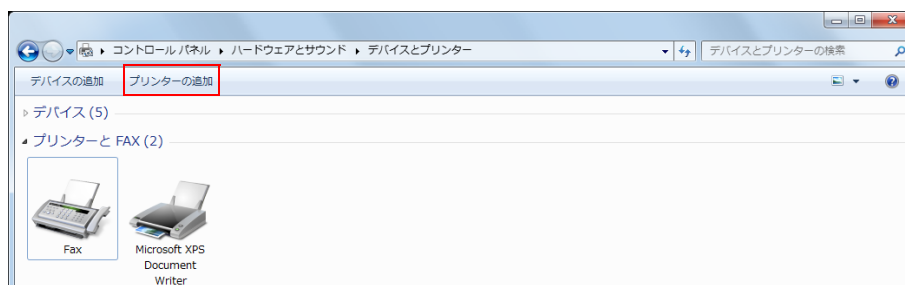 コントロール パネル ▸ ハードウェアとサウンド ▸ デバイスとプリンター
デバイスとプリンターの検索
デバイスの追加 プリンターの追加
デバイス (5)
プリンターと FAX (2)
Fax
Microsoft XPS
Document
Writer